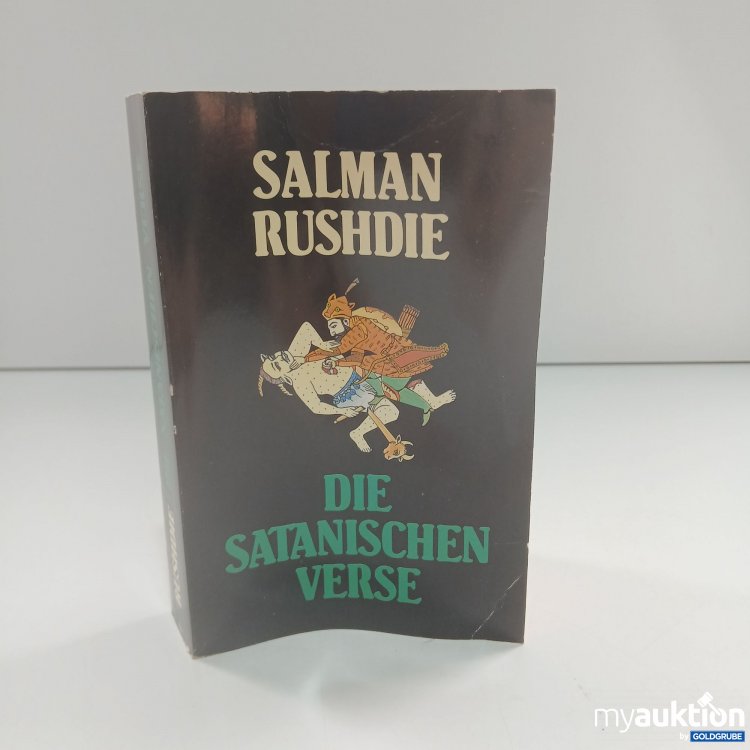 SALMAN
RUSHDIE
DIE
SATANISCHEN
VERSE
myauktion
by GOLDGRUBE